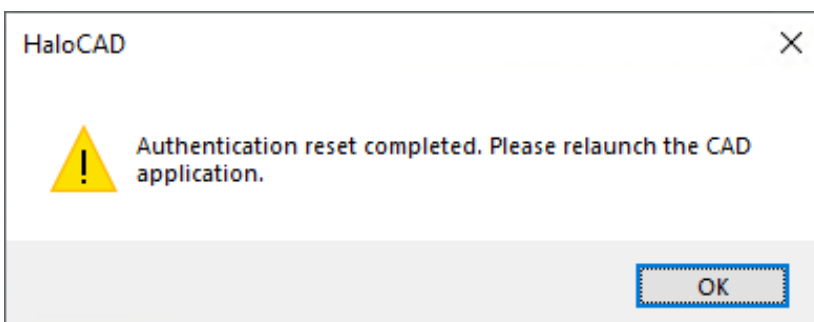 HaloCAD
Authentication reset completed. Please relaunch the CAD
application.
OK